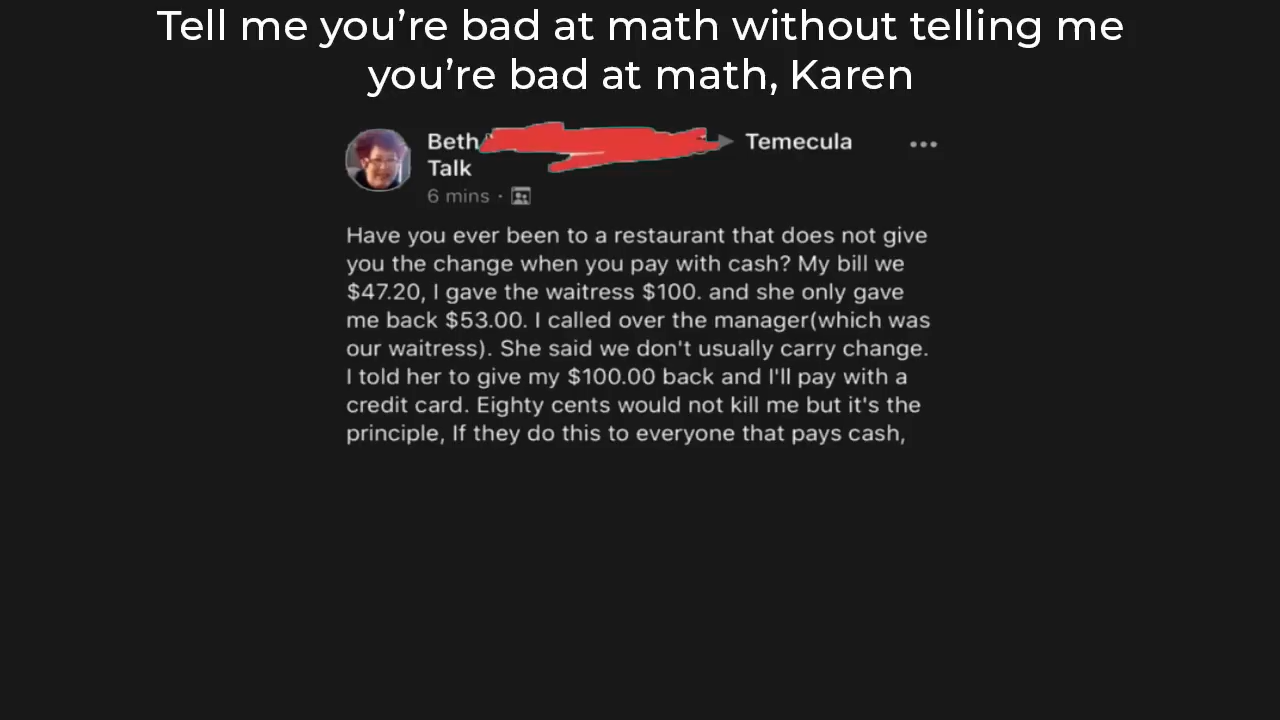 Tell me you’re bad at math without telling me
you’re bad at math, Karen
Beth Temecula
Talk
6 mins ·
Have you ever been to a restaurant that does not give
you the change when you pay with cash? My bill we
$47.20, I gave the waitress $100. and she only gave
me back $53.00. I called over the manager(which was
our waitress). She said we don't usually carry change.
I told her to give my $100.00 back and I'll pay with a
credit card. Eighty cents would not kill me but it's the
principle, If they do this to everyone that pays cash,